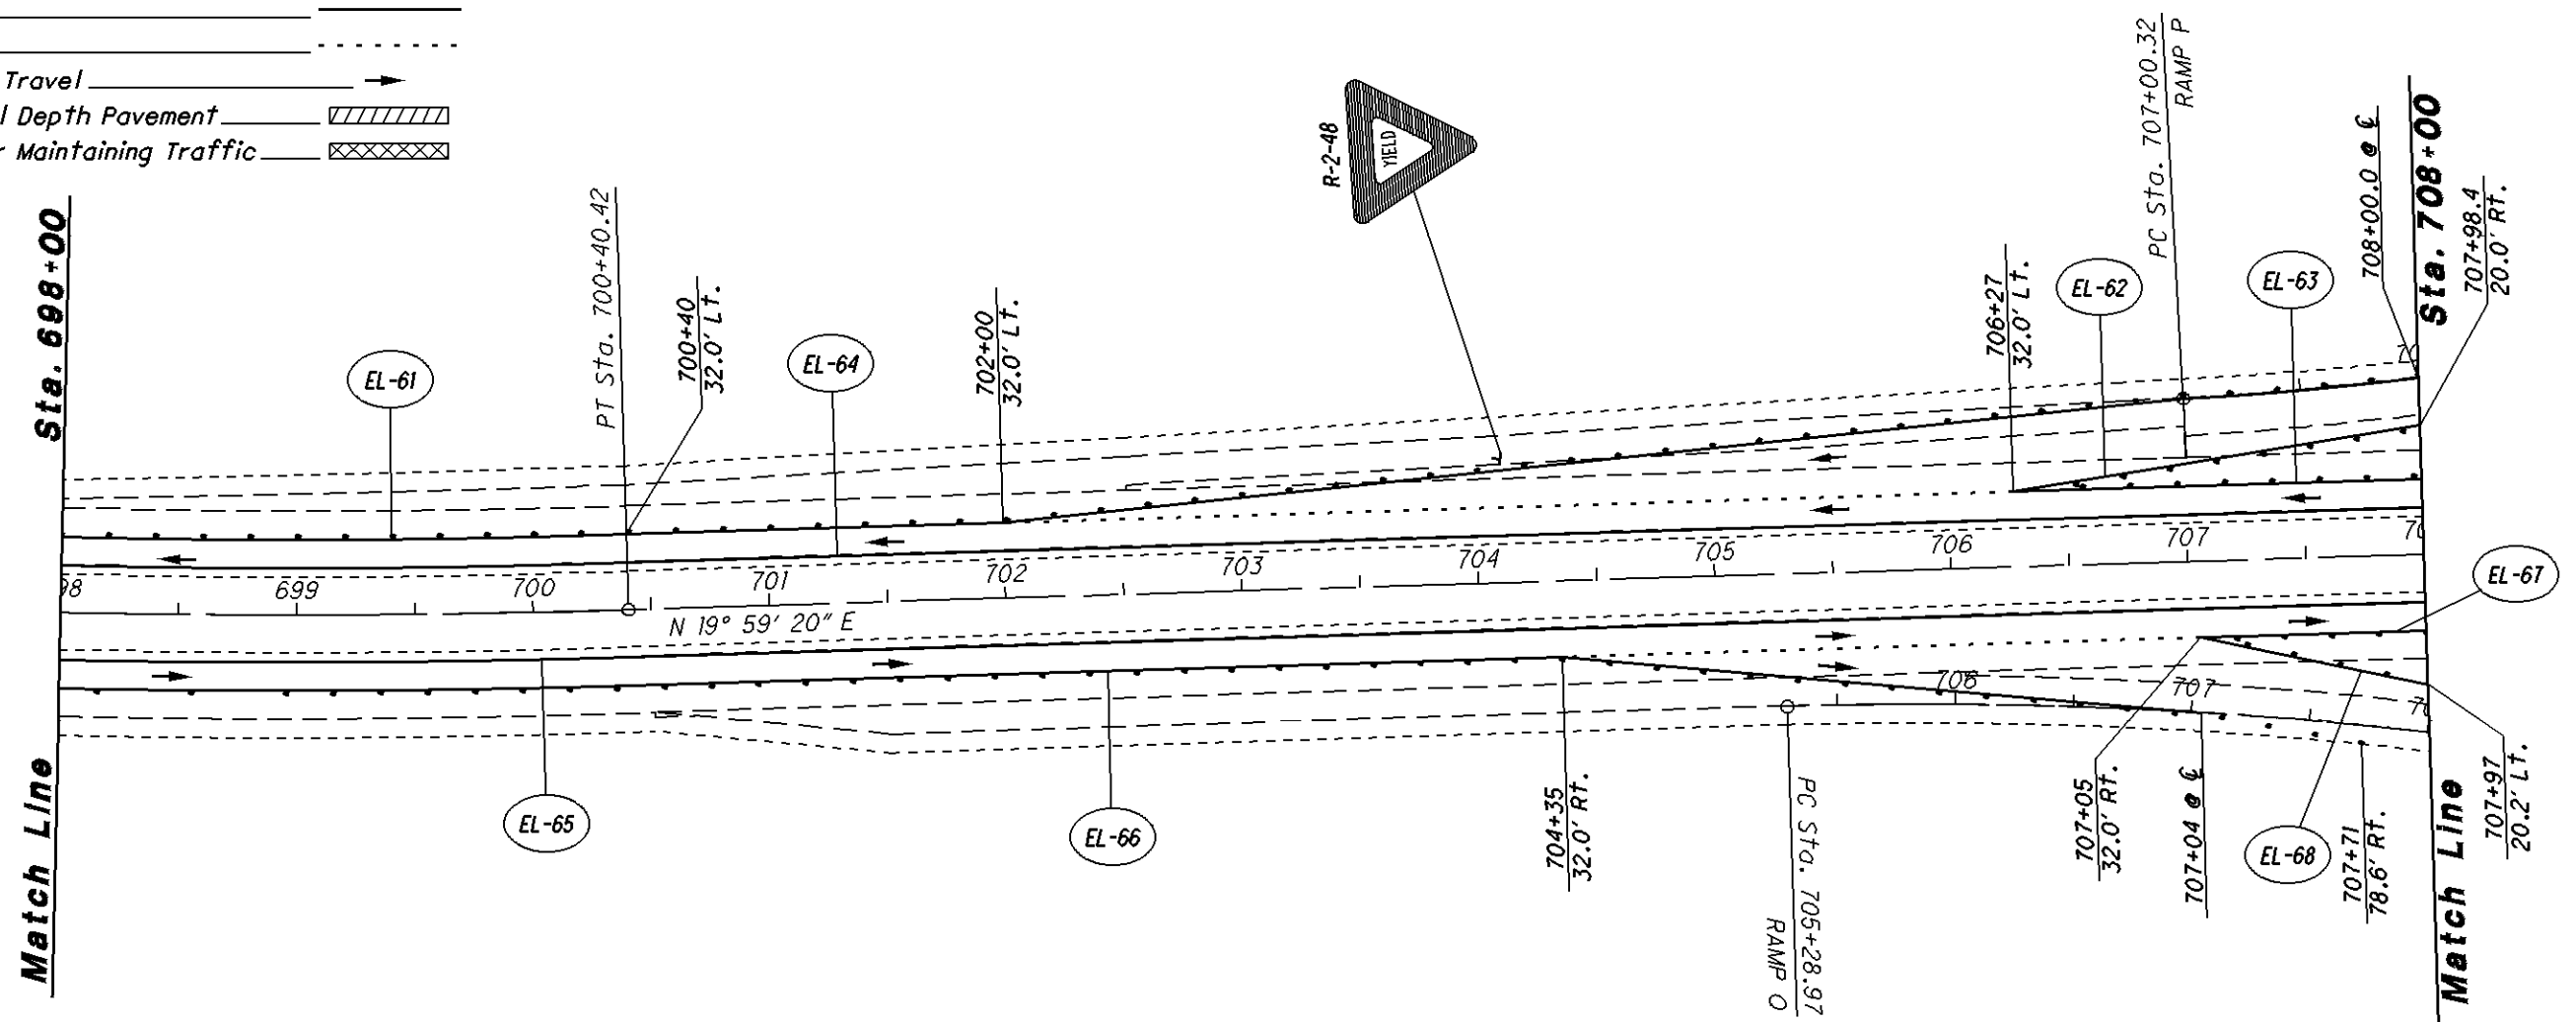 Travel
l Depth Pavement
r Maintaining Traffic
Sta. 698+00
Match Line
EL-61
PT Sta. 700+40.42
700+40
32.0' Lt.
EL-64
702+00
32.0' Lt.
R-2-48
YIELD
706+27
32.0' Lt.
EL-62
PC Sta. 707+00.32
RAMP P
EL-63
708+00.0 @ ℄
Sta. 708+00
707+98.4
20.0' Rt.
98
699
700
701
702
703
704
705
706
707
70
70
N 19° 59' 20" E
EL-67
EL-65
EL-66
704+35
32.0' Rt.
PC Sta. 705+28.97
RAMP O
706
707
70
707+05
32.0' Rt.
707+04 @ ℄
EL-68
707+71
78.6' Rt.
Match Line
707+97
20.2' Lt.